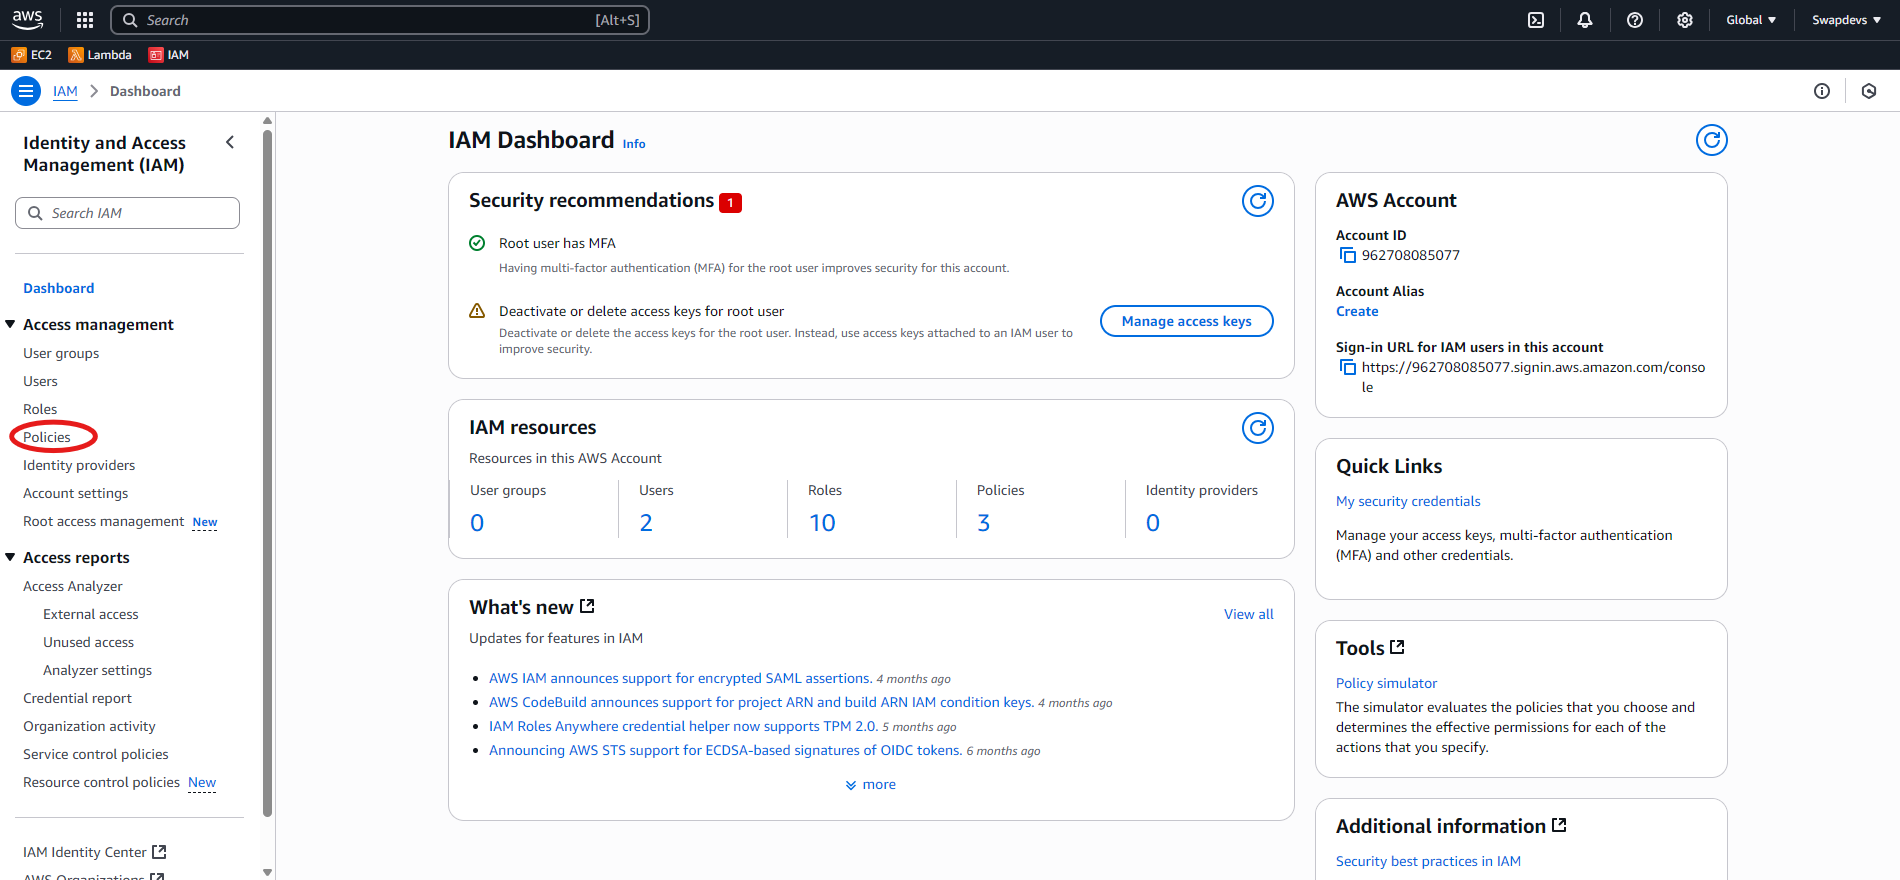 aws
Search
[Alt+S]
Global
Swapdevs
EC2
Lambda
IAM
IAM
Dashboard
Identity and Access
Management (IAM)
Search IAM
Dashboard
Access management
User groups
Users
Roles
Policies
Identity providers
Account settings
Root access management New
Access reports
Access Analyzer
External access
Unused access
Analyzer settings
Credential report
Organization activity
Service control policies
Resource control policies New
IAM Identity Center
AWS Organizations
IAM Dashboard Info
Security recommendations 1
Root user has MFA
Having multi-factor authentication (MFA) for the root user improves security for this account.
Deactivate or delete access keys for root user
Deactivate or delete the access keys for the root user. Instead, use access keys attached to an IAM user to
improve security.
Manage access keys
IAM resources
Resources in this AWS Account
User groups
0
Users
2
Roles
10
Policies
3
Identity providers
0
What's new
View all
Updates for features in IAM
AWS IAM announces support for encrypted SAML assertions. 4 months ago
AWS CodeBuild announces support for project ARN and build ARN IAM condition keys. 4 months ago
IAM Roles Anywhere credential helper now supports TPM 2.0. 5 months ago
Announcing AWS STS support for ECDSA-based signatures of OIDC tokens. 6 months ago
more
AWS Account
Account ID
962708085077
Account Alias
Create
Sign-in URL for IAM users in this account
https://962708085077.signin.aws.amazon.com/conso
le
Quick Links
My security credentials
Manage your access keys, multi-factor authentication
(MFA) and other credentials.
Tools
Policy simulator
The simulator evaluates the policies that you choose and
determines the effective permissions for each of the
actions that you specify.
Additional information
Security best practices in IAM